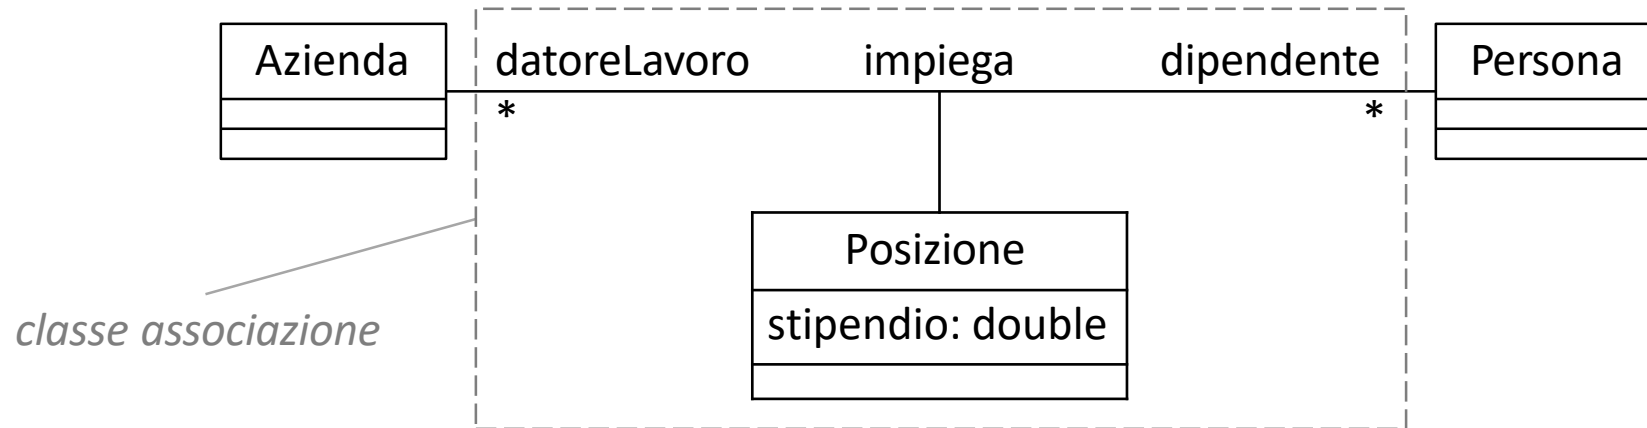 Azienda datoreLavoro impiega dipendente Persona
* *
Posizione
stipendio: double
classe associazione